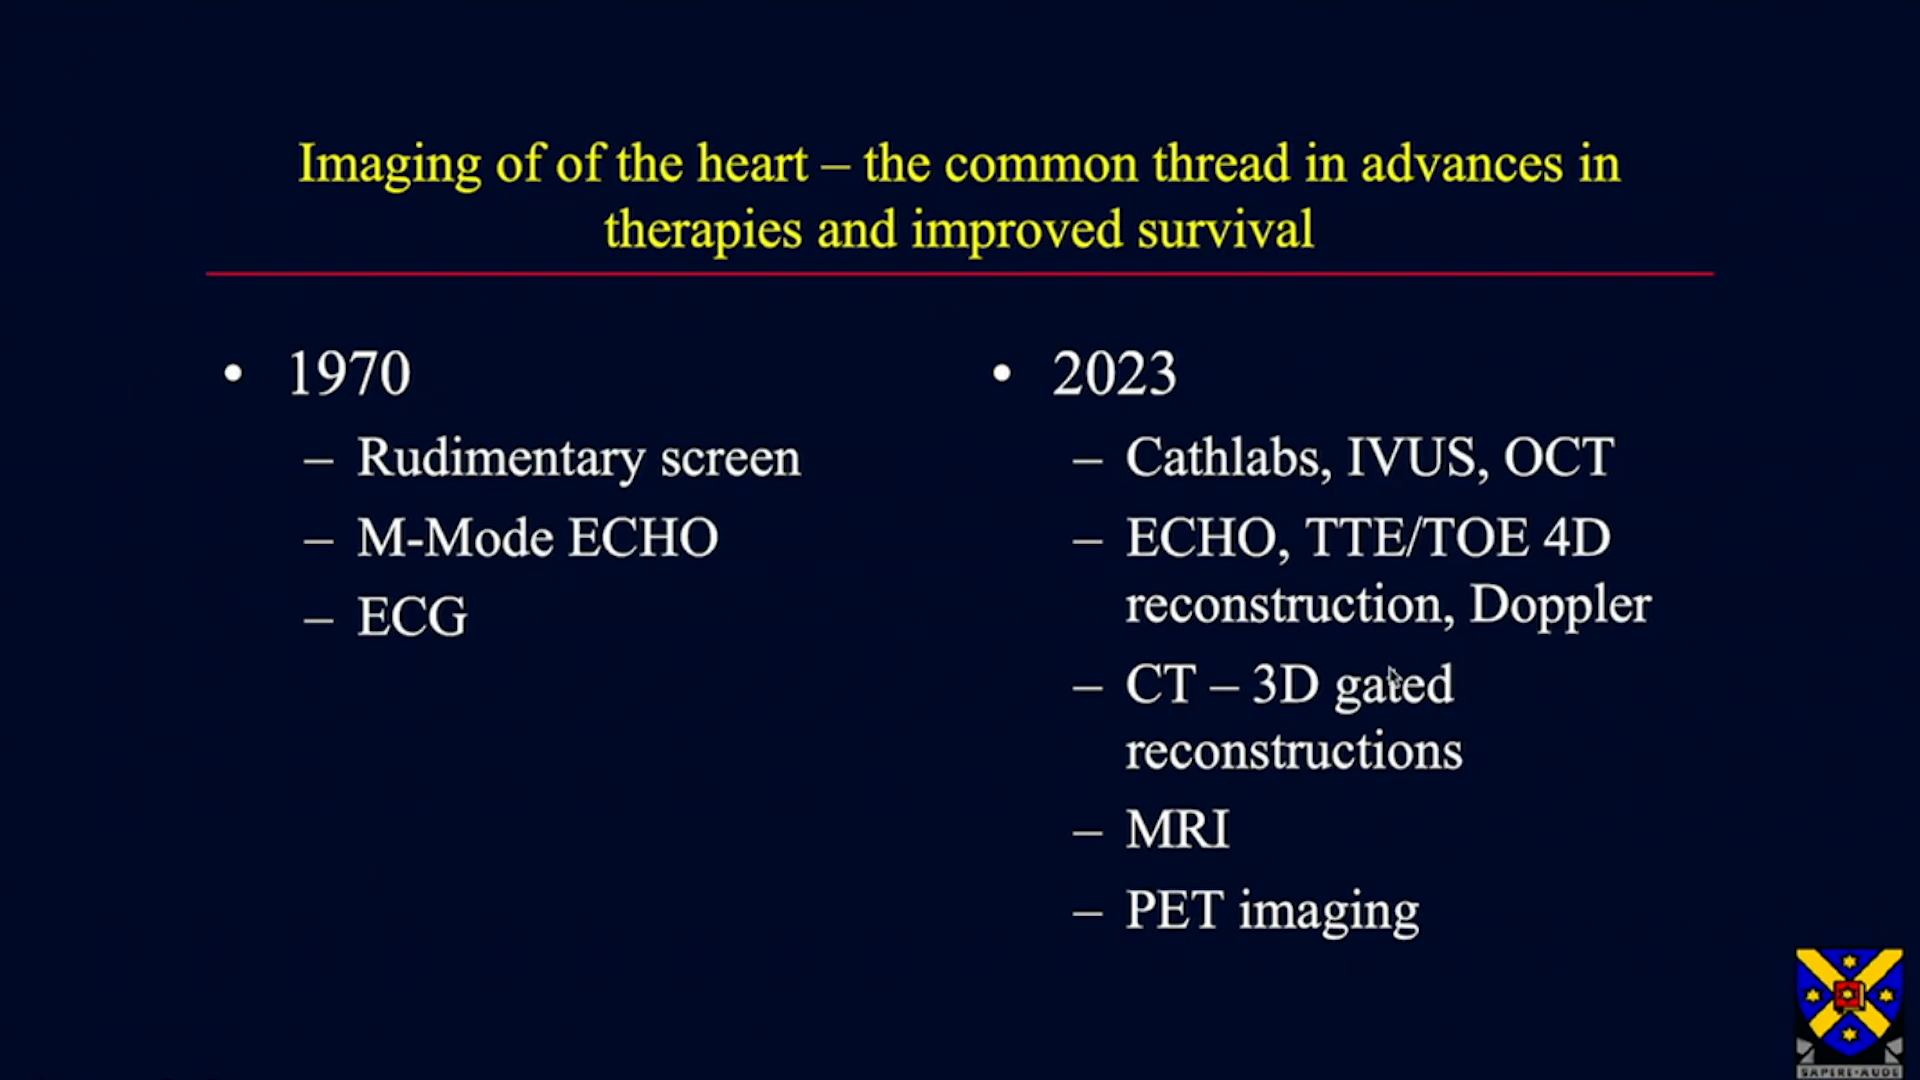 Imaging of of the heart – the common thread in advances in
therapies and improved survival
• 1970
– Rudimentary screen
– M-Mode ECHO
– ECG
• 2023
– Cathlabs, IVUS, OCT
– ECHO, TTE/TOE 4D
reconstruction, Doppler
– CT – 3D gated
reconstructions
– MRI
– PET imaging
SAPERE·AUDE